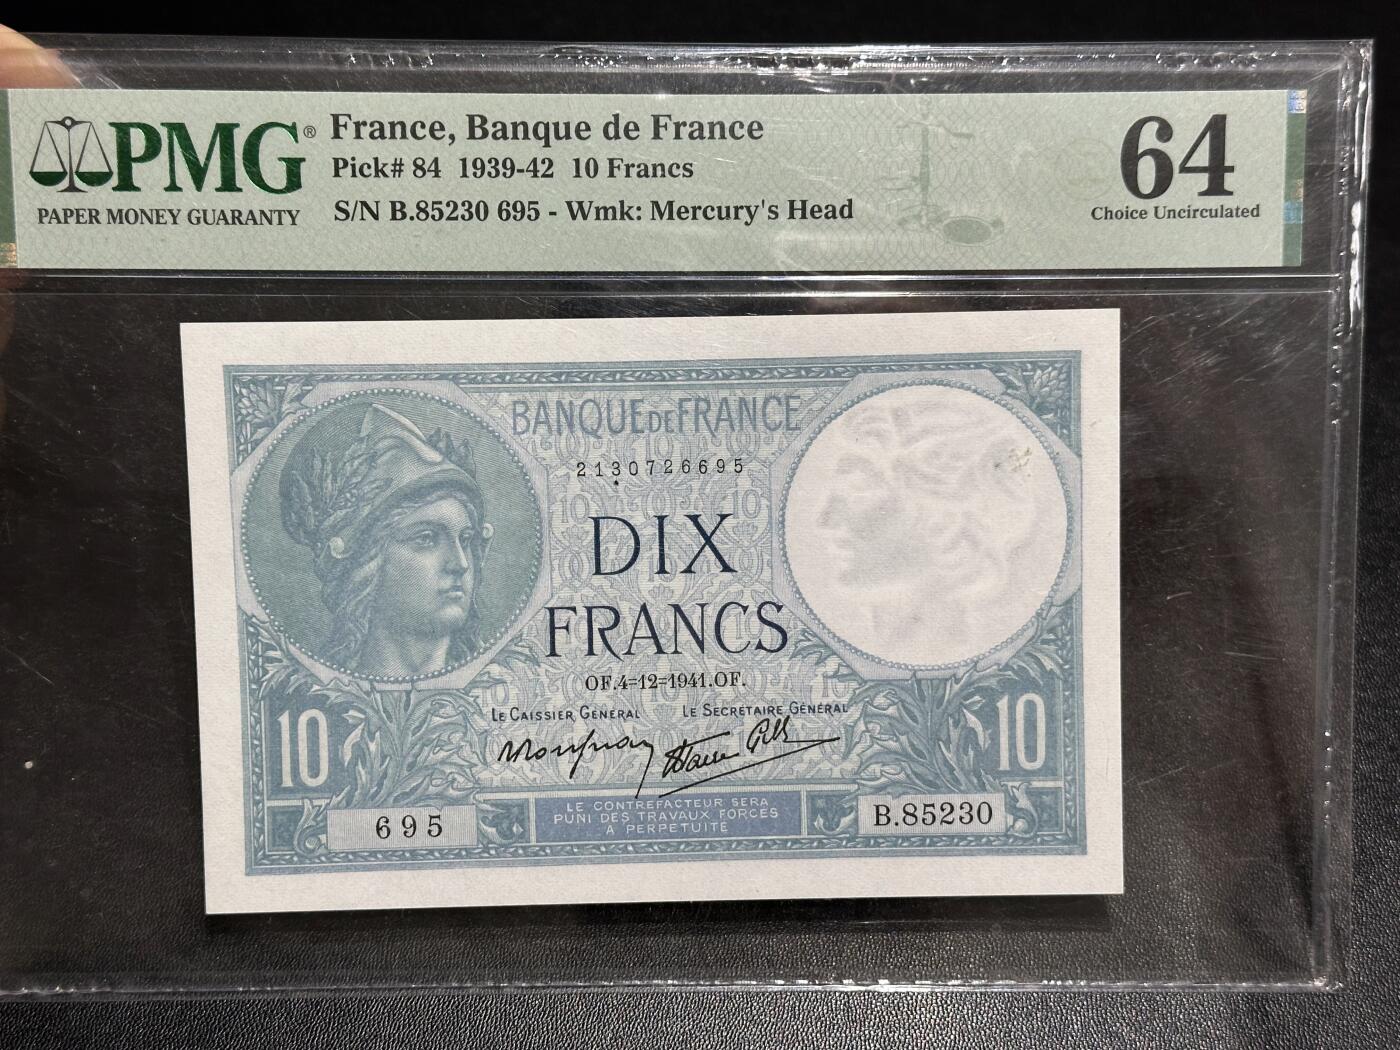 PMG®
PAPER MONEY GUARANTY
France, Banque de France
Pick# 84 1939-42 10 Francs
S/N B.85230 695 - Wmk: Mercury's Head
64
Choice Uncirculated
BANQUE DE FRANCE
2130726695
DIX
FRANCS
OF.4=12=1941.OF.
LE CAISSIER GÉNÉRAL LE SECRÉTAIRE GÉNÉRAL
10 10
LE CONTREFACTEUR SERA
PUNI DES TRAVAUX FORCÉS
A PERPÉTUITÉ
695 B.85230